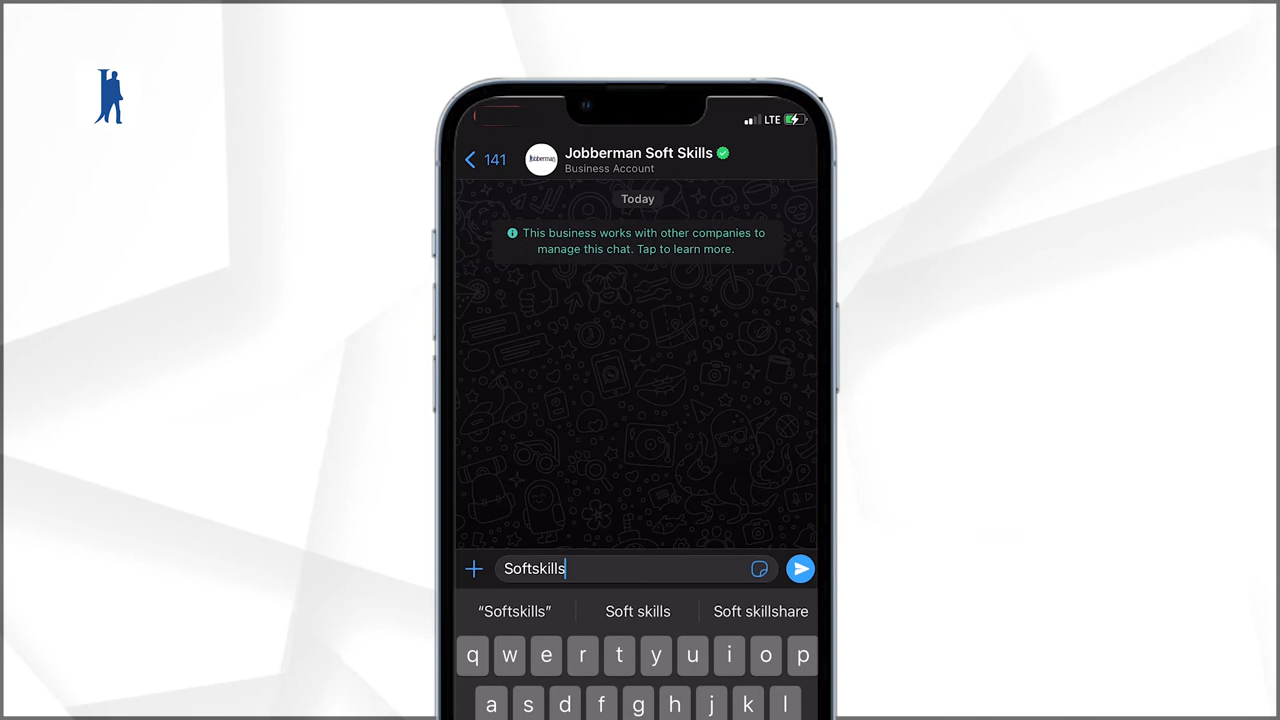 LTE
141
Jobberman
Jobberman Soft Skills
Business Account
Today
This business works with other companies to
manage this chat. Tap to learn more.
Softskills
“Softskills”
Soft skills
Soft skillshare
q w e r t y u i o p
a s d f g h j k l